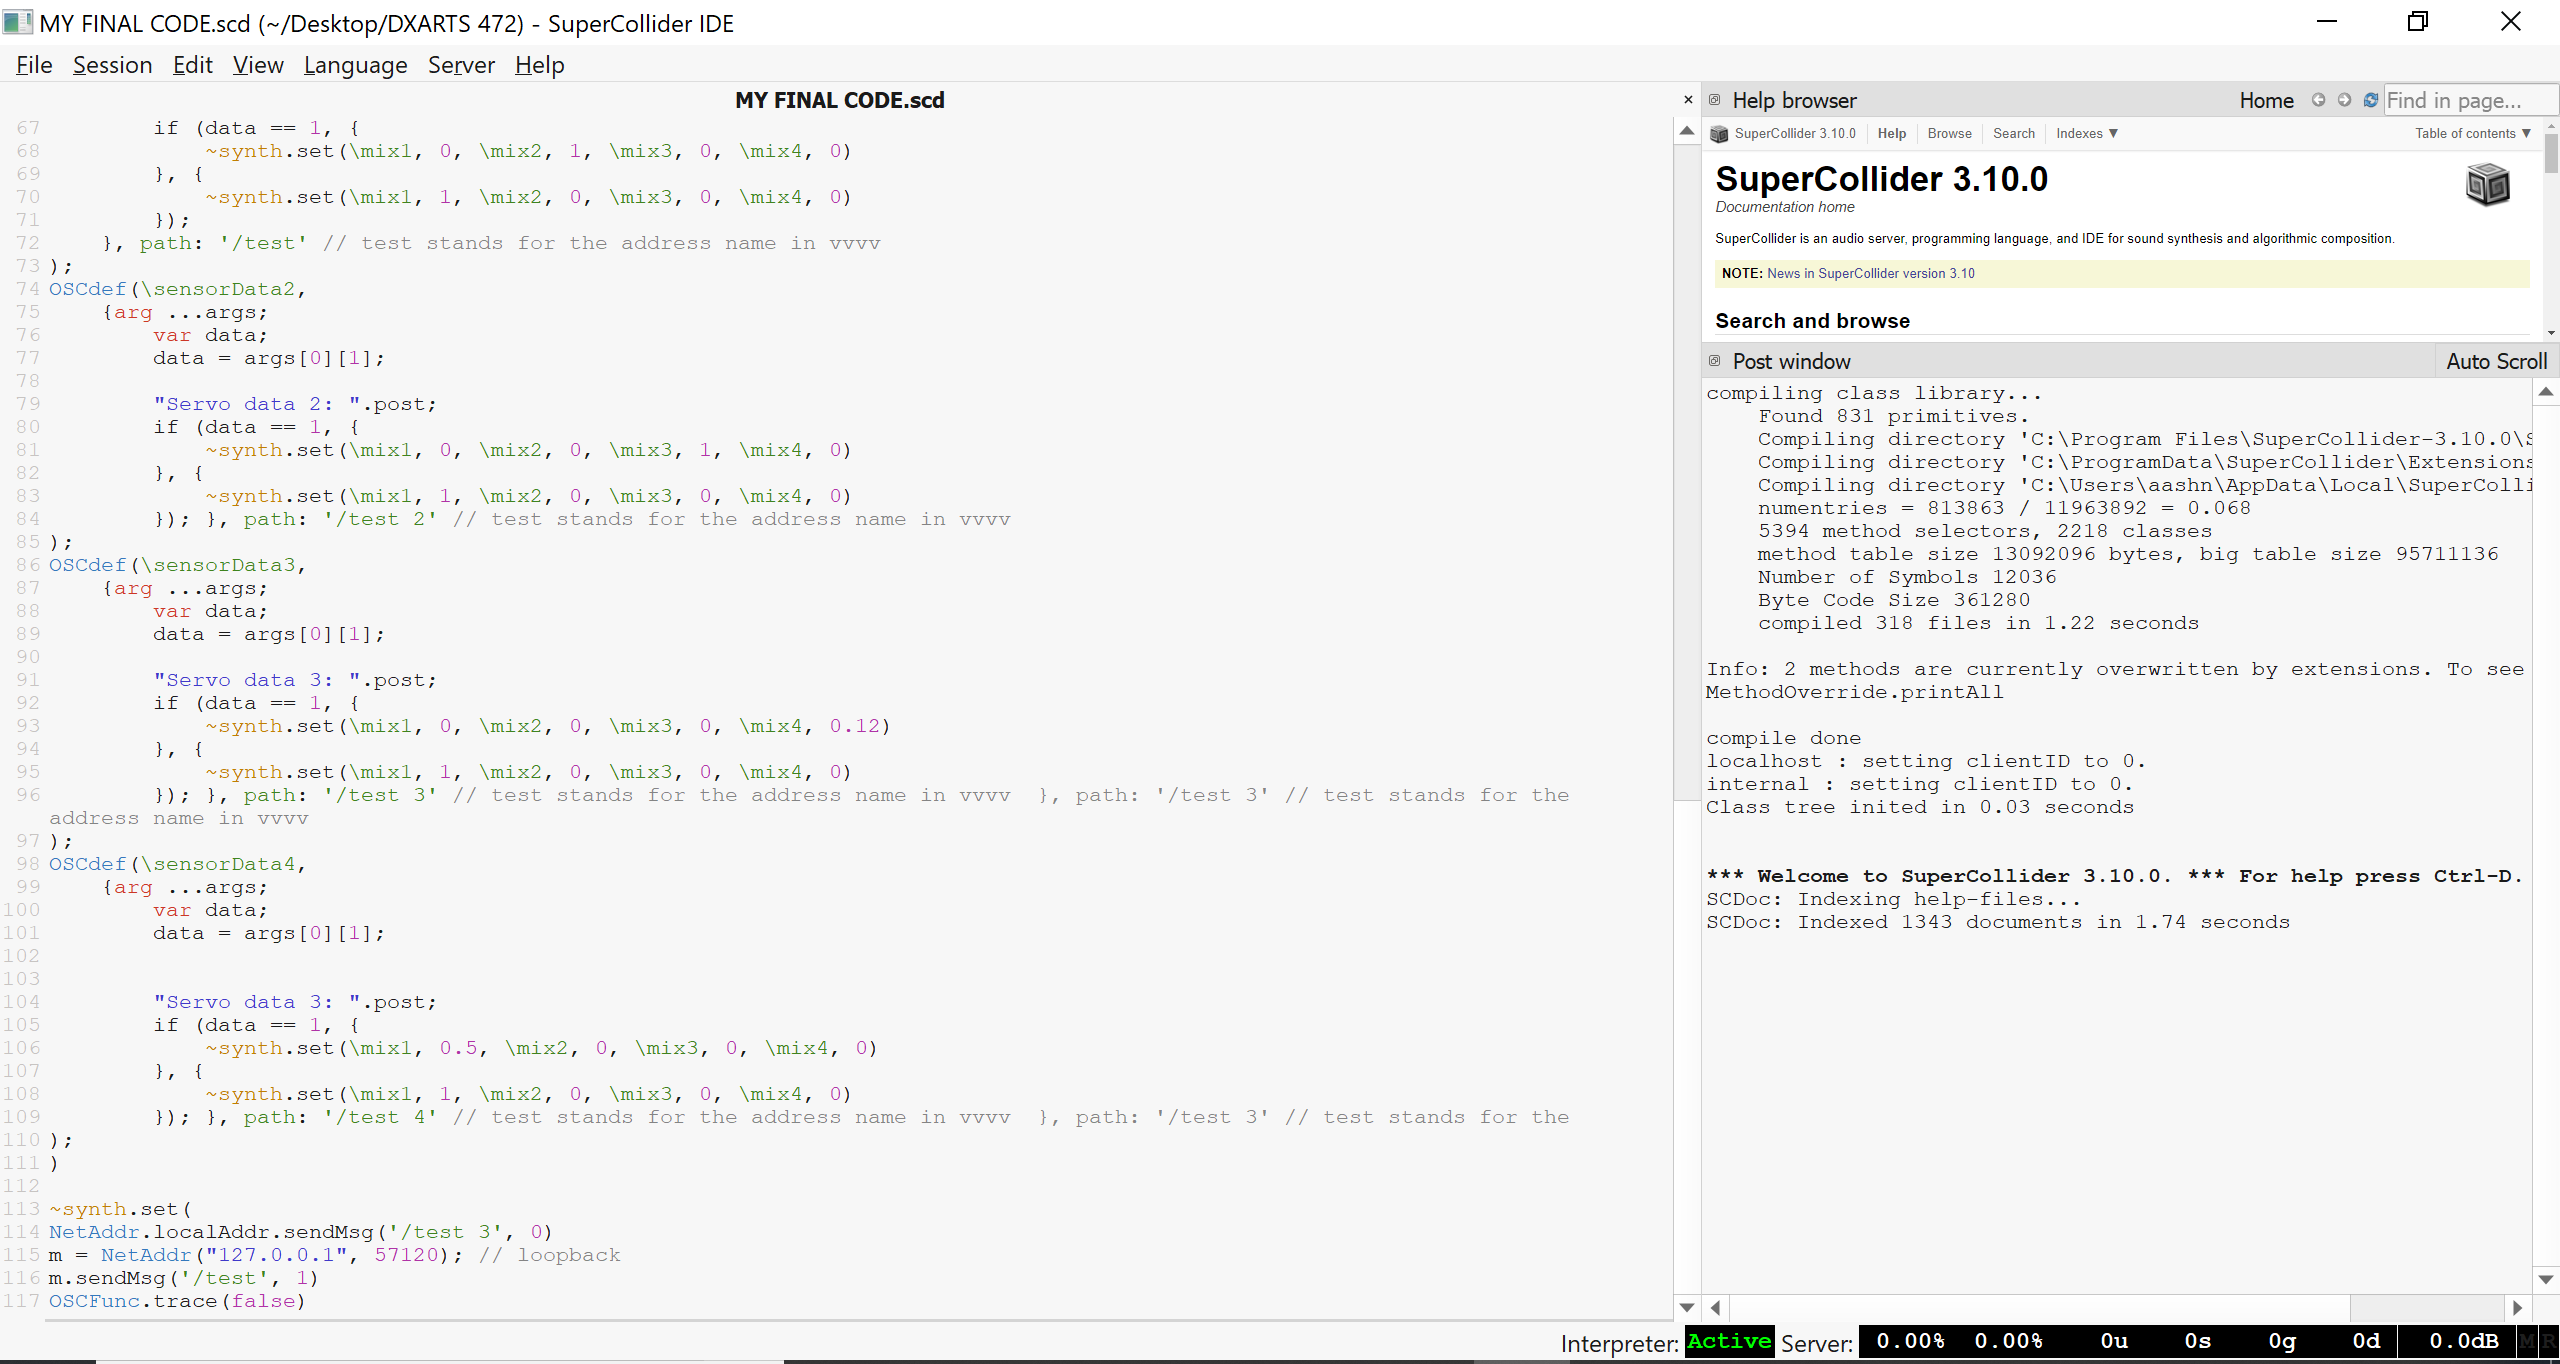 MY FINAL CODE.scd (~/Desktop/DXARTS 472) - SuperCollider IDE
File Session Edit View Language Server Help
MY FINAL CODE.scd
67 if (data == 1, {
68 ~synth.set(\mix1, 0, \mix2, 1, \mix3, 0, \mix4, 0)
69 }, {
70 ~synth.set(\mix1, 1, \mix2, 0, \mix3, 0, \mix4, 0)
71 });
72 }, path: '/test' // test stands for the address name in vvvv
73 );
74 OSCdef(\sensorData2,
75 {arg ...args;
76 var data;
77 data = args[0][1];
78
79 "Servo data 2: ".post;
80 if (data == 1, {
81 ~synth.set(\mix1, 0, \mix2, 0, \mix3, 1, \mix4, 0)
82 }, {
83 ~synth.set(\mix1, 1, \mix2, 0, \mix3, 0, \mix4, 0)
84 }); }, path: '/test 2' // test stands for the address name in vvvv
85 );
86 OSCdef(\sensorData3,
87 {arg ...args;
88 var data;
89 data = args[0][1];
90
91 "Servo data 3: ".post;
92 if (data == 1, {
93 ~synth.set(\mix1, 0, \mix2, 0, \mix3, 0, \mix4, 0.12)
94 }, {
95 ~synth.set(\mix1, 1, \mix2, 0, \mix3, 0, \mix4, 0)
96 }); }, path: '/test 3' // test stands for the address name in vvvv }, path: '/test 3' // test stands for the
address name in vvvv
97 );
98 OSCdef(\sensorData4,
99 {arg ...args;
100 var data;
101 data = args[0][1];
102
103
104 "Servo data 3: ".post;
105 if (data == 1, {
106 ~synth.set(\mix1, 0.5, \mix2, 0, \mix3, 0, \mix4, 0)
107 }, {
108 ~synth.set(\mix1, 1, \mix2, 0, \mix3, 0, \mix4, 0)
109 }); }, path: '/test 4' // test stands for the address name in vvvv }, path: '/test 3' // test stands for the
110 );
111 )
112
113 ~synth.set(
114 NetAddr.localAddr.sendMsg('/test 3', 0)
115 m = NetAddr("127.0.0.1", 57120); // loopback
116 m.sendMsg('/test', 1)
117 OSCFunc.trace(false)
Help browser Home Find in page...
SuperCollider 3.10.0 Help Browse Search Indexes ▼ Table of contents ▼
SuperCollider 3.10.0
Documentation home
SuperCollider is an audio server, programming language, and IDE for sound synthesis and algorithmic composition.
NOTE: News in SuperCollider version 3.10
Search and browse
Post window Auto Scroll
compiling class library...
Found 831 primitives.
Compiling directory 'C:\Program Files\SuperCollider-3.10.0\S
Compiling directory 'C:\ProgramData\SuperCollider\Extensions
Compiling directory 'C:\Users\aashn\AppData\Local\SuperColli
numentries = 813863 / 11963892 = 0.068
5394 method selectors, 2218 classes
method table size 13092096 bytes, big table size 95711136
Number of Symbols 12036
Byte Code Size 361280
compiled 318 files in 1.22 seconds
Info: 2 methods are currently overwritten by extensions. To see
MethodOverride.printAll
compile done
localhost : setting clientID to 0.
internal : setting clientID to 0.
Class tree inited in 0.03 seconds
*** Welcome to SuperCollider 3.10.0. *** For help press Ctrl-D.
SCDoc: Indexing help-files...
SCDoc: Indexed 1343 documents in 1.74 seconds
Interpreter: Active Server: 0.00% 0.00% 0u 0s 0g 0d 0.0dB M R